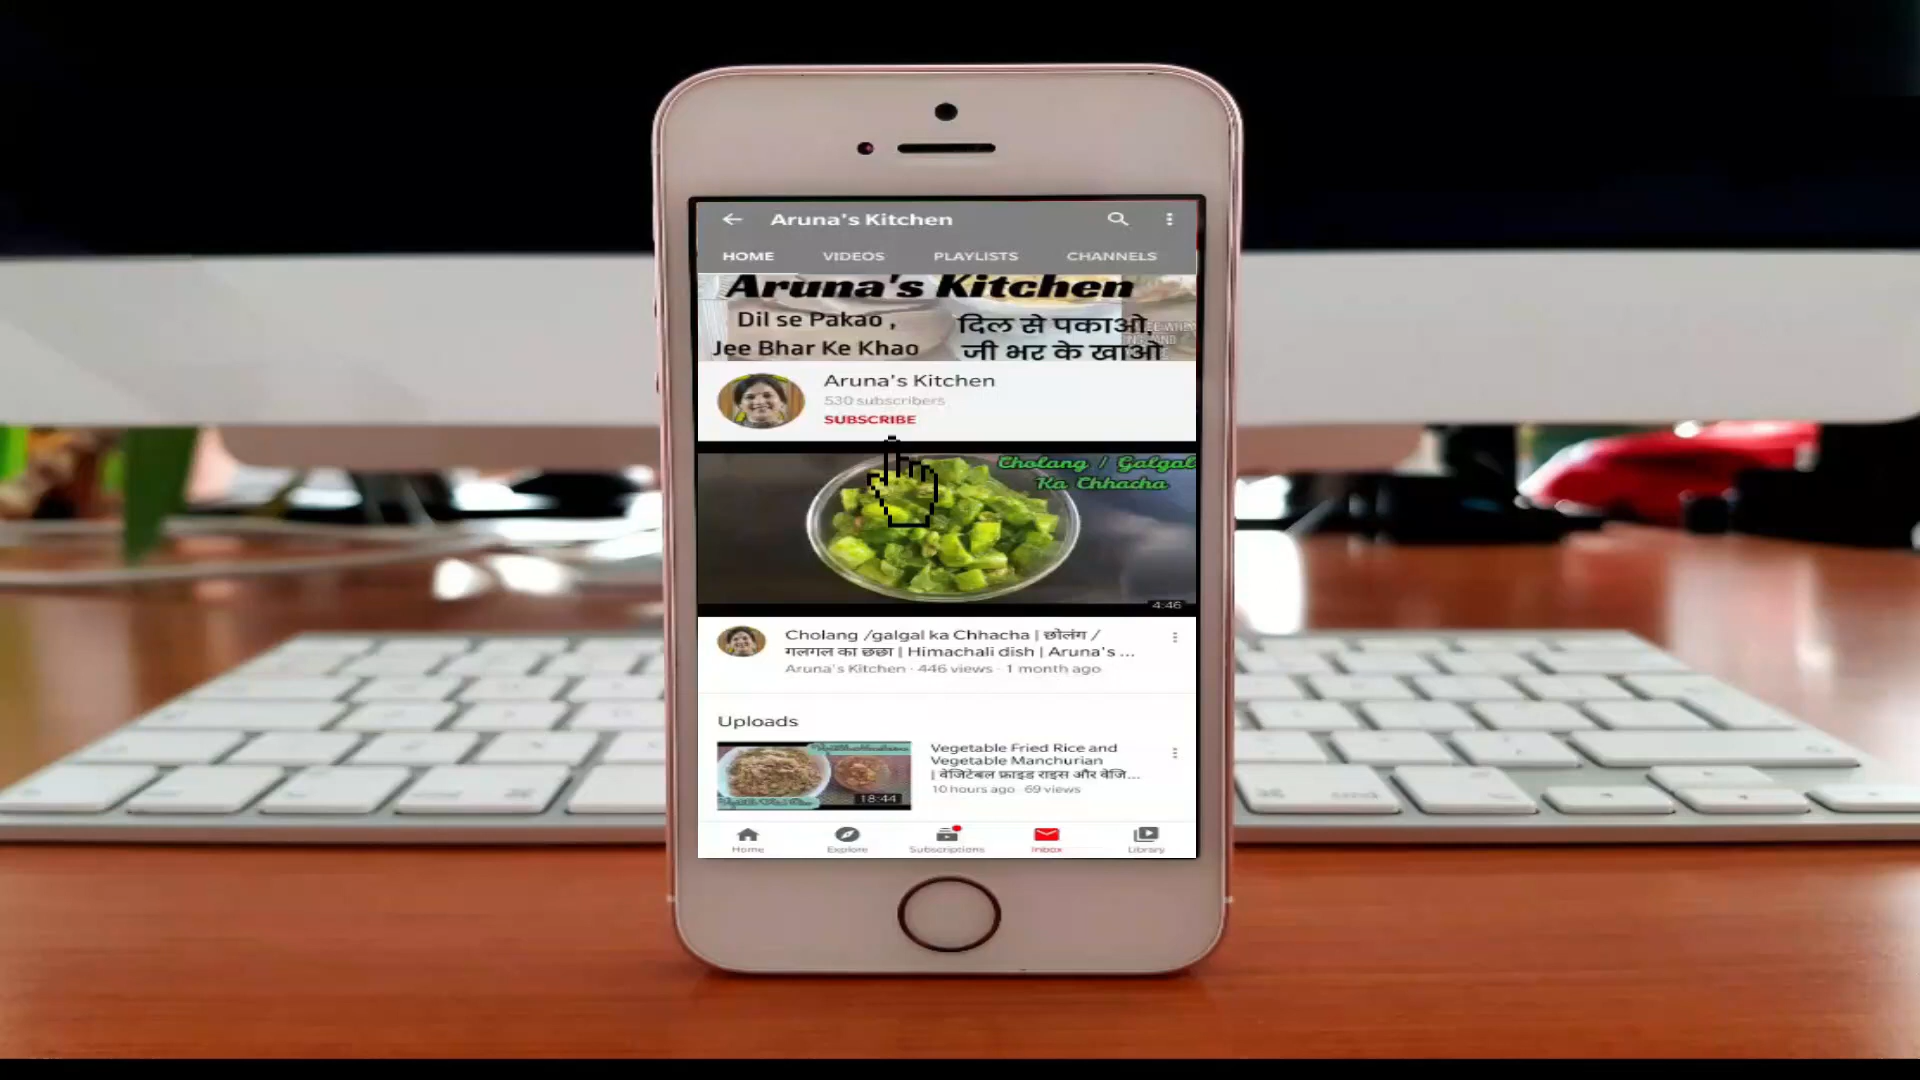 Aruna's Kitchen
HOME VIDEOS PLAYLISTS CHANNELS
Aruna's Kitchen
Dil se Pakao ,
Jee Bhar Ke Khao
दिल से पकाओ,
जी भर के खाओ
Aruna's Kitchen
530 subscribers
SUBSCRIBE
Cholang / Galgal
Ka Chhacha
4:46
Cholang /galgal ka Chhacha | छोलंग /
गलगल का छछा | Himachali dish | Aruna's ...
Aruna's Kitchen · 446 views · 1 month ago
Uploads
18:44
Vegetable Fried Rice and
Vegetable Manchurian
| वेजिटेबल फ्राइड राइस और वेजि...
10 hours ago · 69 views
Home Explore Subscriptions Inbox Library